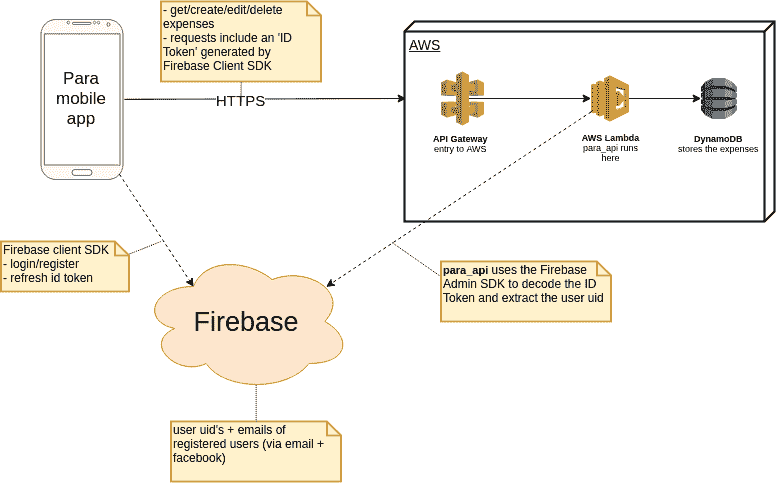 - get/create/edit/delete
expenses
- requests include an 'ID
Token' generated by
Firebase Client SDK
Para
mobile
app
HTTPS
AWS
API Gateway
entry to AWS
AWS Lambda
para_api runs
here
DynamoDB
stores the expenses
Firebase client SDK
- login/register
- refresh id token
para_api uses the Firebase
Admin SDK to decode the ID
Token and extract the user uid
Firebase
user uid's + emails of
registered users (via email +
facebook)